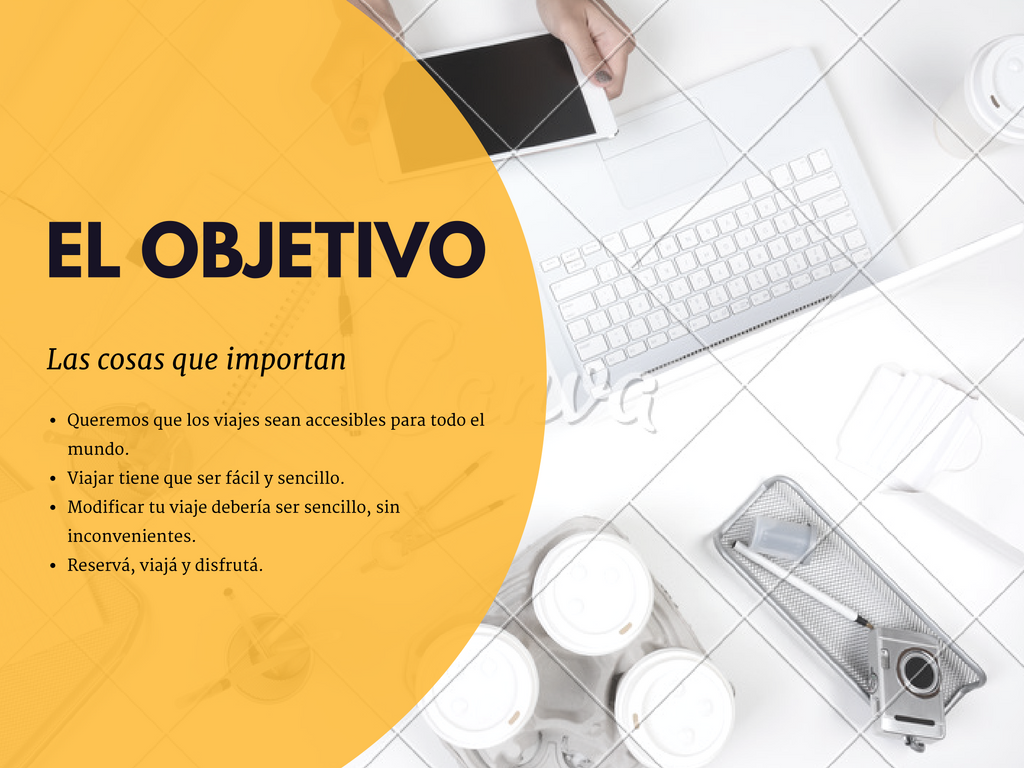 EL OBJETIVO
Las cosas que importan
• Queremos que los viajes sean accesibles para todo el
mundo.
• Viajar tiene que ser fácil y sencillo.
• Modificar tu viaje debería ser sencillo, sin
inconvenientes.
• Reservá, viajá y disfrutá.
Canva